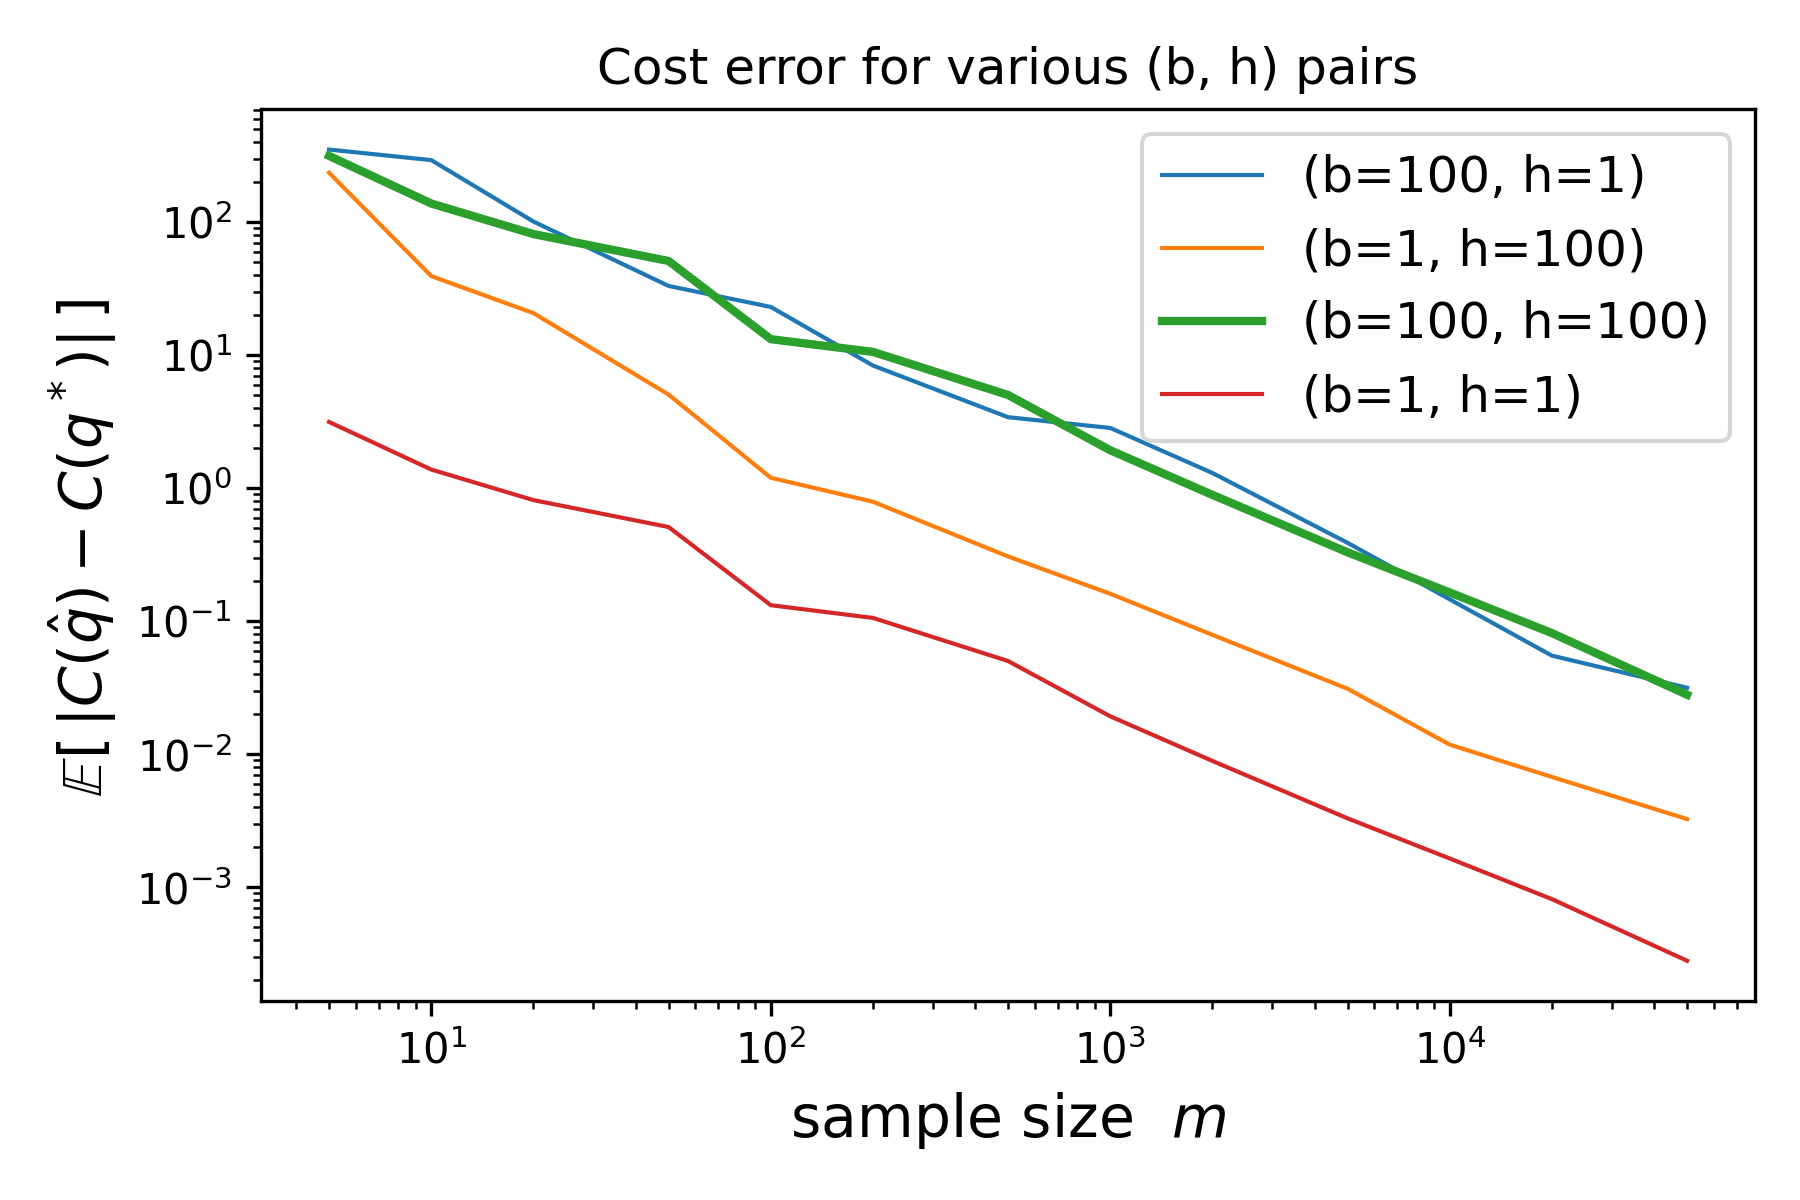 Cost error for various (b, h) pairs
(b=100, h=1)
(b=1, h=100)
(b=100, h=100)
(b=1, h=1)
𝔼[ |C(q̂) − C(q*)| ]
10²
10¹
10⁰
10⁻¹
10⁻²
10⁻³
10¹ 10² 10³ 10⁴
sample size m